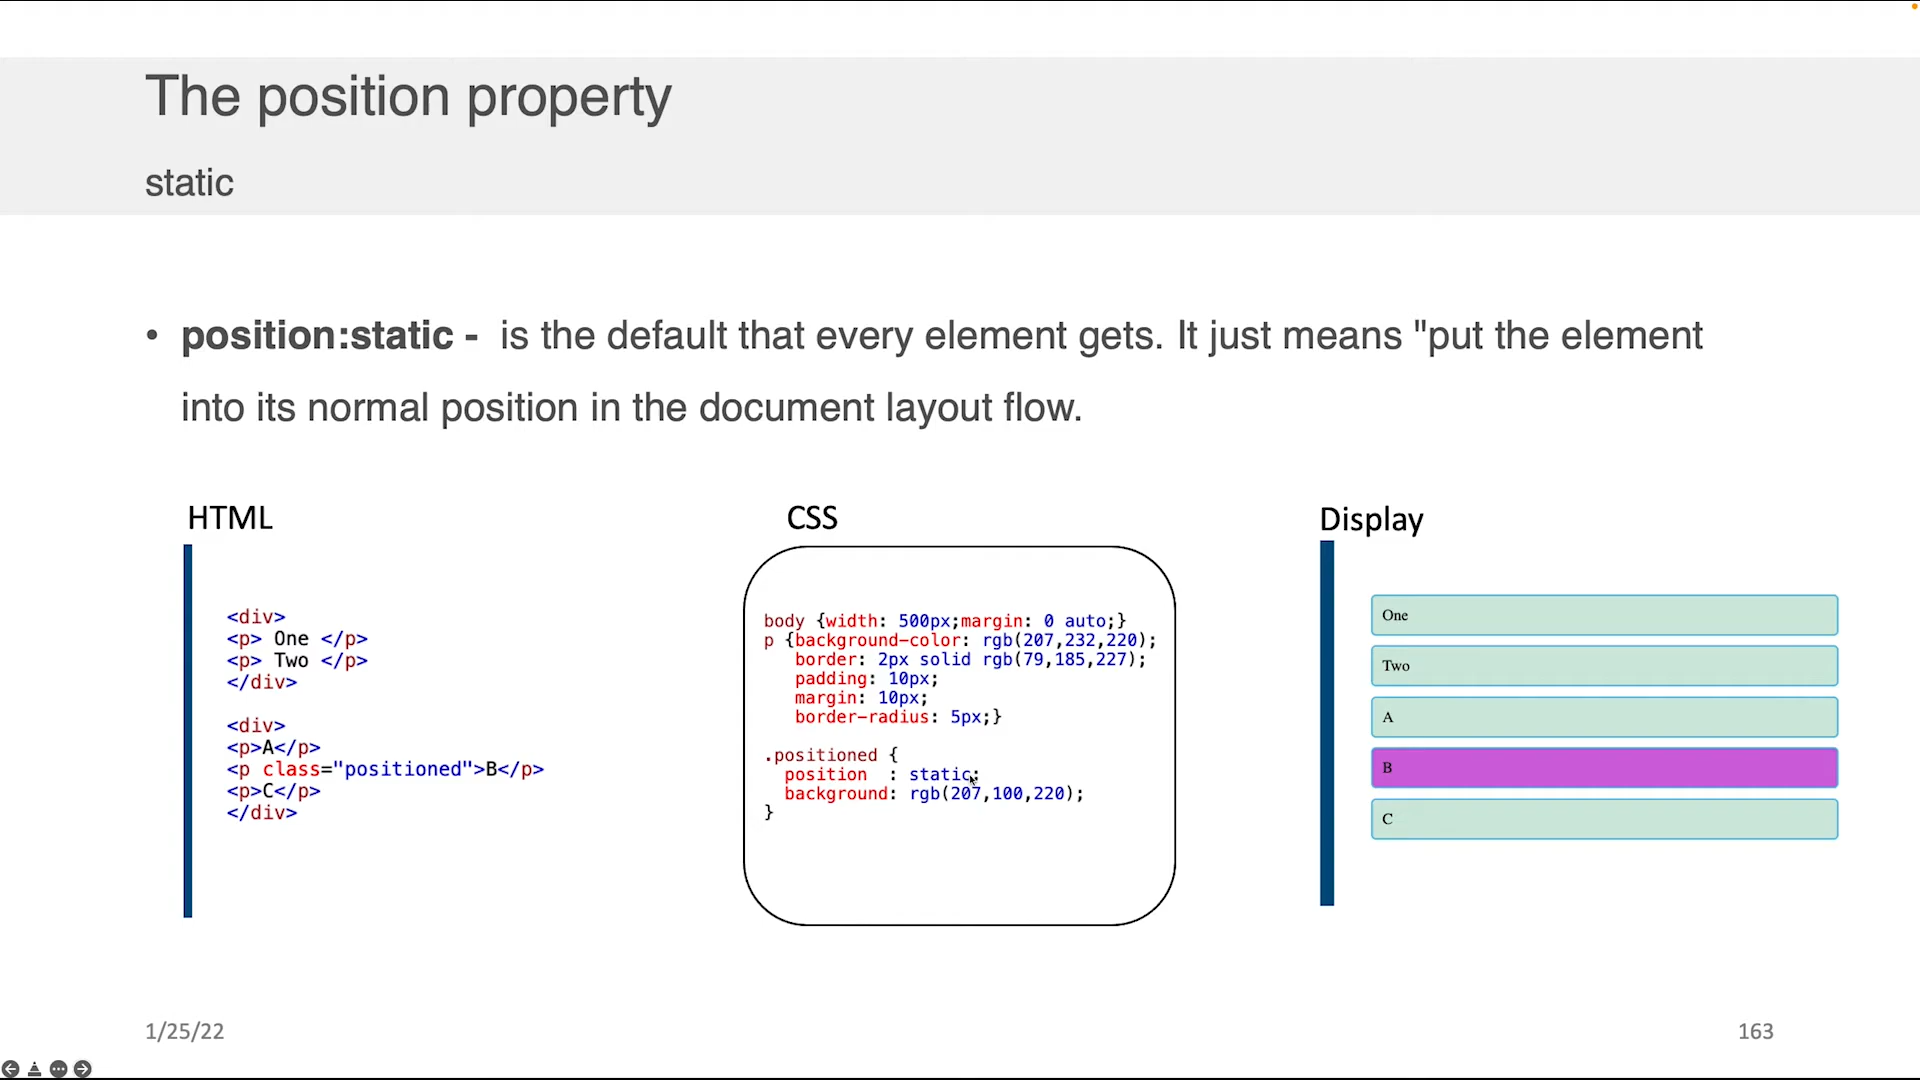 The position property
static
• position:static -  is the default that every element gets. It just means "put the element
into its normal position in the document layout flow.
HTML
<div>
<p> One </p>
<p> Two </p>
</div>
<div>
<p>A</p>
<p class="positioned">B</p>
<p>C</p>
</div>
CSS
body {width: 500px;margin: 0 auto;}
p {background-color: rgb(207,232,220);
border: 2px solid rgb(79,185,227);
padding: 10px;
margin: 10px;
border-radius: 5px;}
.positioned {
position  : static;
background: rgb(207,100,220);
}
Display
One
Two
A
B
C
1/25/22
163